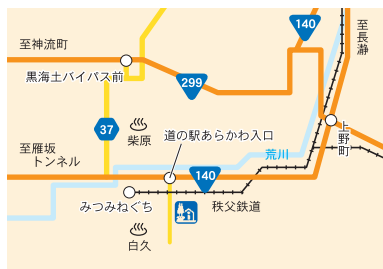 140
至長瀞
至神流町
黒海土バイパス前
299
37
柴原
道の駅あらかわ入口
上野町
至雁坂
トンネル
荒川
140
みつみねぐち
秩父鉄道
白久